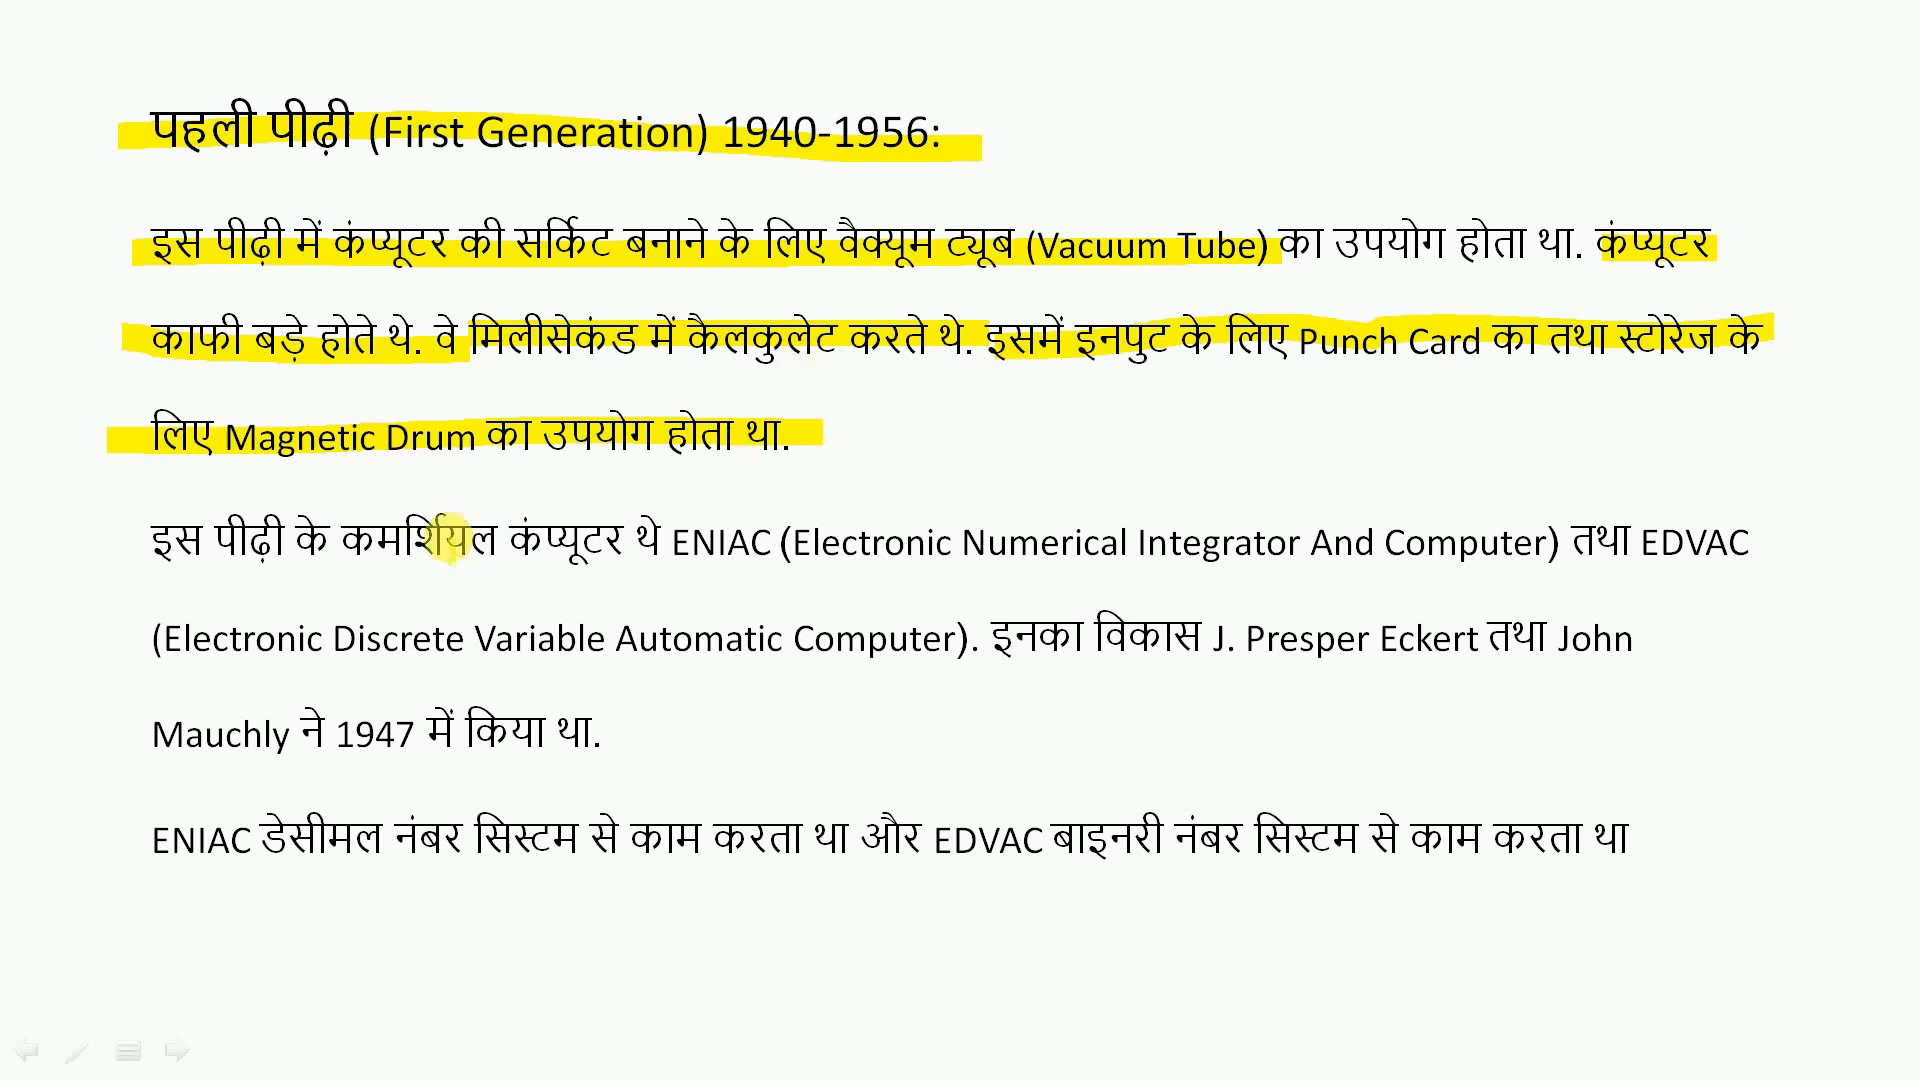 पहली पीढ़ी (First Generation) 1940-1956:
इस पीढ़ी में कंप्यूटर की सर्किट बनाने के लिए वैक्यूम ट्यूब (Vacuum Tube) का उपयोग होता था. कंप्यूटर
काफी बड़े होते थे. वे मिलीसेकंड में कैलकुलेट करते थे. इसमें इनपुट के लिए Punch Card का तथा स्टोरेज के
लिए Magnetic Drum का उपयोग होता था.
इस पीढ़ी के कमर्शियल कंप्यूटर थे ENIAC (Electronic Numerical Integrator And Computer) तथा EDVAC
(Electronic Discrete Variable Automatic Computer). इनका विकास J. Presper Eckert तथा John
Mauchly ने 1947 में किया था.
ENIAC डेसीमल नंबर सिस्टम से काम करता था और EDVAC बाइनरी नंबर सिस्टम से काम करता था